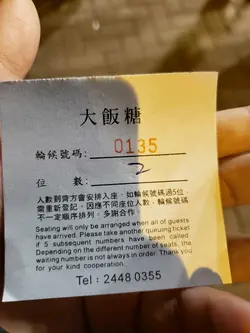 大飯糖
輪候號碼: 0135
位 數: 2
人數到齊方會安排入座, 如輪候號碼過5位,
需重新登記。因應不同座位人數, 輪候號碼
不一定順序排列。多謝合作。
Seating will only be arranged when all of guests
have arrived. Please take another queuing ticket
if 5 subsequent numbers have been called
Depending on the different number of seats, the
waiting number is not always in order. Thank you
for your kind cooperation.
Tel : 2448 0355